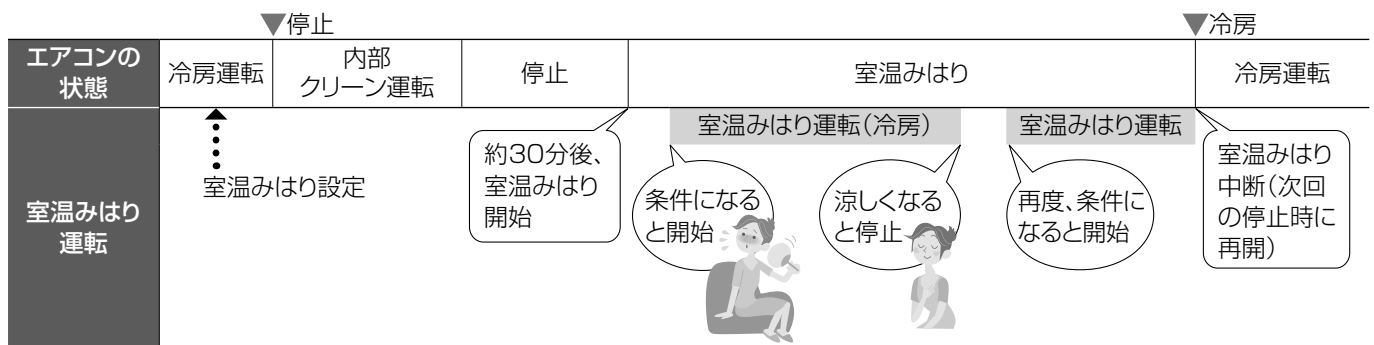 ▼停止
▼冷房
エアコンの
状態
冷房運転
内部
クリーン運転
停止
室温みはり
冷房運転
室温みはり
運転
室温みはり設定
約30分後、
室温みはり
開始
室温みはり運転(冷房)
条件になる
と開始
涼しくなる
と停止
室温みはり運転
再度、条件に
なると開始
室温みはり
中断(次回
の停止時に
再開)